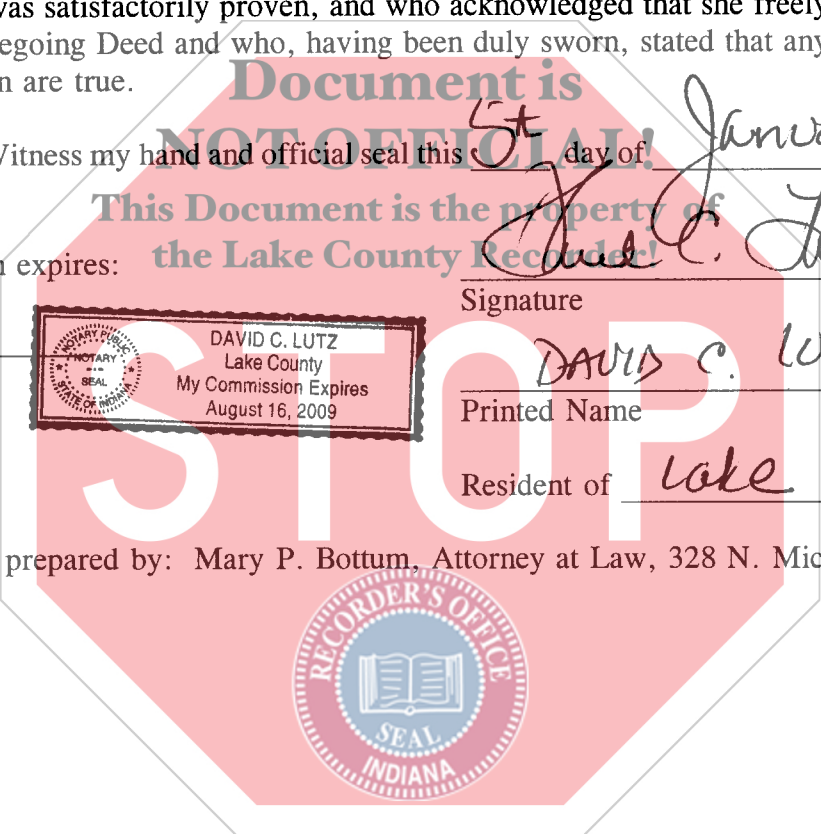 was satisfactorily proven, and who acknowledged that she freely
egoing Deed and who, having been duly sworn, stated that any
n are true.
Document is
NOT OFFICIAL!
Witness my hand and official seal this 5th day of Janu
This Document is the property of
the Lake County Recorder!
n expires:
Signature
NOTARY PUBLIC
NOTARY
SEAL
STATE OF INDIANA
DAVID C. LUTZ
Lake County
My Commission Expires
August 16, 2009
DAVID C. LU
Printed Name
STOP
Resident of Lake
prepared by: Mary P. Bottum, Attorney at Law, 328 N. Mic
RECORDER'S OFFICE
SEAL
INDIANA